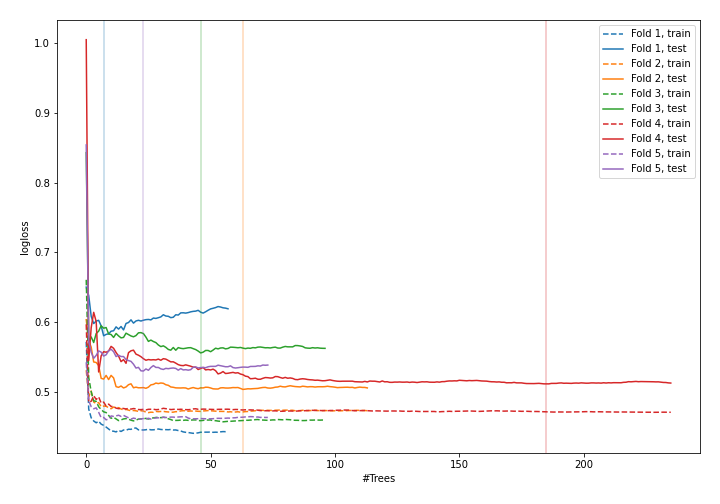 1.0
0.9
0.8
0.7
0.6
0.5
logloss
0
50
100
150
200
#Trees
Fold 1, train
Fold 1, test
Fold 2, train
Fold 2, test
Fold 3, train
Fold 3, test
Fold 4, train
Fold 4, test
Fold 5, train
Fold 5, test